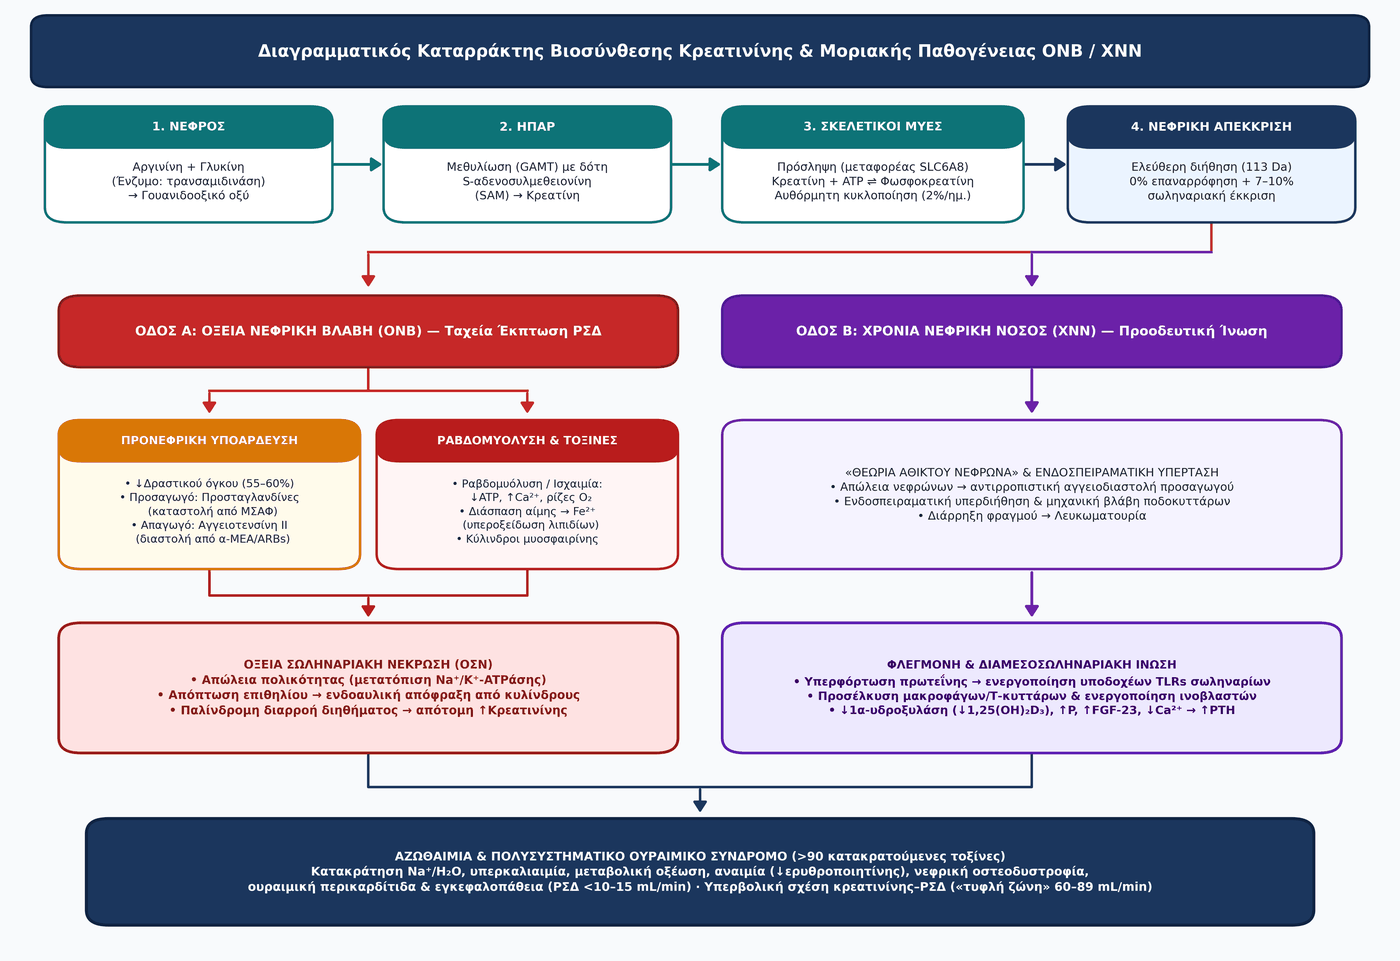 Διαγραμματικός Καταρράκτης Βιοσύνθεσης Κρεατινίνης & Μοριακής Παθογένειας ΟΝΒ / ΧΝΝ
1. ΝΕΦΡΟΣ
Αργινίνη + Γλυκίνη
(Ένζυμο: τρανσαμιδινάση)
→ Γουανιδοοξικό οξύ
2. ΗΠΑΡ
Μεθυλίωση (GAMT) με δότη
S-αδενοσυλμεθειονίνη
(SAM) → Κρεατίνη
3. ΣΚΕΛΕΤΙΚΟΙ ΜΥΕΣ
Πρόσληψη (μεταφορέας SLC6A8)
Κρεατίνη + ATP ⇌ Φωσφοκρεατίνη
Αυθόρμητη κυκλοποίηση (2%/ημ.)
4. ΝΕΦΡΙΚΗ ΑΠΕΚΚΡΙΣΗ
Ελεύθερη διήθηση (113 Da)
0% επαναρρόφηση + 7–10%
σωληναριακή έκκριση
ΟΔΟΣ Α: ΟΞΕΙΑ ΝΕΦΡΙΚΗ ΒΛΑΒΗ (ΟΝΒ) — Ταχεία Έκπτωση ΡΣΔ
ΟΔΟΣ Β: ΧΡΟΝΙΑ ΝΕΦΡΙΚΗ ΝΟΣΟΣ (ΧΝΝ) — Προοδευτική Ίνωση
ΠΡΟΝΕΦΡΙΚΗ ΥΠΟΑΡΔΕΥΣΗ
• ↓Δραστικού όγκου (55–60%)
• Προσαγωγό: Προσταγλανδίνες
(καταστολή από ΜΣΑΦ)
• Απαγωγό: Αγγειοτενσίνη II
(διαστολή από α-ΜΕΑ/ARBs)
ΡΑΒΔΟΜΥΟΛΥΣΗ & ΤΟΞΙΝΕΣ
• Ραβδομυόλυση / Ισχαιμία:
↓ATP, ↑Ca²⁺, ρίζες O₂
• Διάσπαση αίμης → Fe²⁺
(υπεροξείδωση λιπιδίων)
• Κύλινδροι μυοσφαιρίνης
«ΘΕΩΡΙΑ ΑΘΙΚΤΟΥ ΝΕΦΡΩΝΑ» & ΕΝΔΟΣΠΕΙΡΑΜΑΤΙΚΗ ΥΠΕΡΤΑΣΗ
• Απώλεια νεφρώνων → αντιρροπιστική αγγειοδιαστολή προσαγωγού
• Ενδοσπειραματική υπερδιήθηση & μηχανική βλάβη ποδοκυττάρων
• Διάρρηξη φραγμού → Λευκωματουρία
ΟΞΕΙΑ ΣΩΛΗΝΑΡΙΑΚΗ ΝΕΚΡΩΣΗ (ΟΣΝ)
• Απώλεια πολικότητας (μετατόπιση Na⁺/K⁺-ATPάσης)
• Απόπτωση επιθηλίου → ενδοαυλική απόφραξη από κυλίνδρους
• Παλίνδρομη διαρροή διηθήματος → απότομη ↑Κρεατινίνης
ΦΛΕΓΜΟΝΗ & ΔΙΑΜΕΣΟΣΩΛΗΝΑΡΙΑΚΗ ΙΝΩΣΗ
• Υπερφόρτωση πρωτεΐνης → ενεργοποίηση υποδοχέων TLRs σωληναρίων
• Προσέλκυση μακροφάγων/Τ-κυττάρων & ενεργοποίηση ινοβλαστών
• ↓1α-υδροξυλάση (↓1,25(OH)₂D₃), ↑P, ↑FGF-23, ↓Ca²⁺ → ↑PTH
ΑΖΩΘΑΙΜΙΑ & ΠΟΛΥΣΥΣΤΗΜΑΤΙΚΟ ΟΥΡΑΙΜΙΚΟ ΣΥΝΔΡΟΜΟ (>90 κατακρατούμενες τοξίνες)
Κατακράτηση Na⁺/H₂O, υπερκαλιαιμία, μεταβολική οξέωση, αναιμία (↓ερυθροποιητίνης), νεφρική οστεοδυστροφία,
ουραιμική περικαρδίτιδα & εγκεφαλοπάθεια (ΡΣΔ <10–15 mL/min) · Υπερβολική σχέση κρεατινίνης–ΡΣΔ («τυφλή ζώνη» 60–89 mL/min)